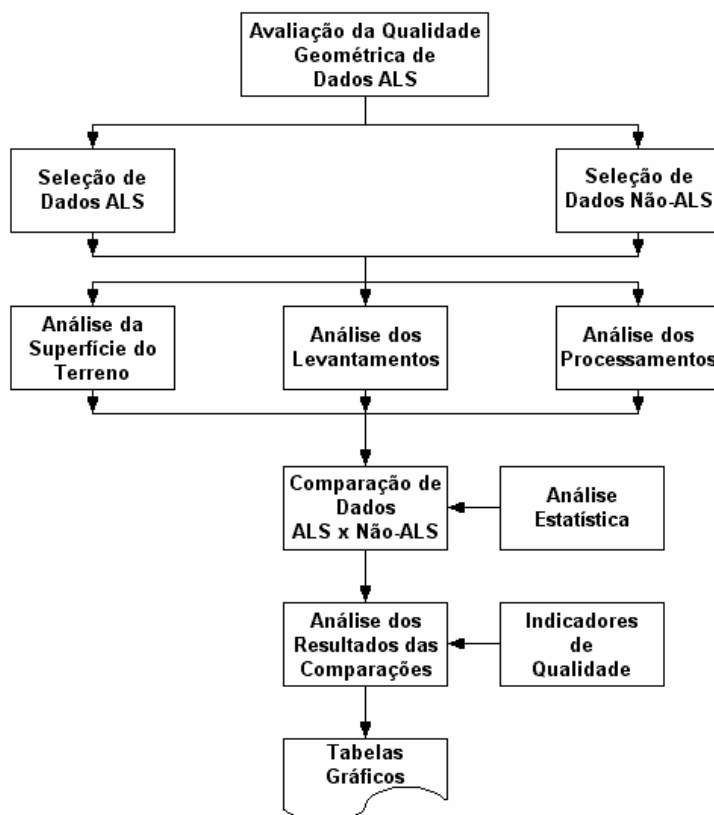 Avaliação da Qualidade
Geométrica de
Dados ALS
Seleção de
Dados ALS
Seleção de
Dados Não-ALS
Análise da
Superfície do
Terreno
Análise dos
Levantamentos
Análise dos
Processamentos
Comparação de
Dados
ALS x Não-ALS
Análise
Estatística
Análise dos
Resultados das
Comparações
Indicadores
de
Qualidade
Tabelas
Gráficos